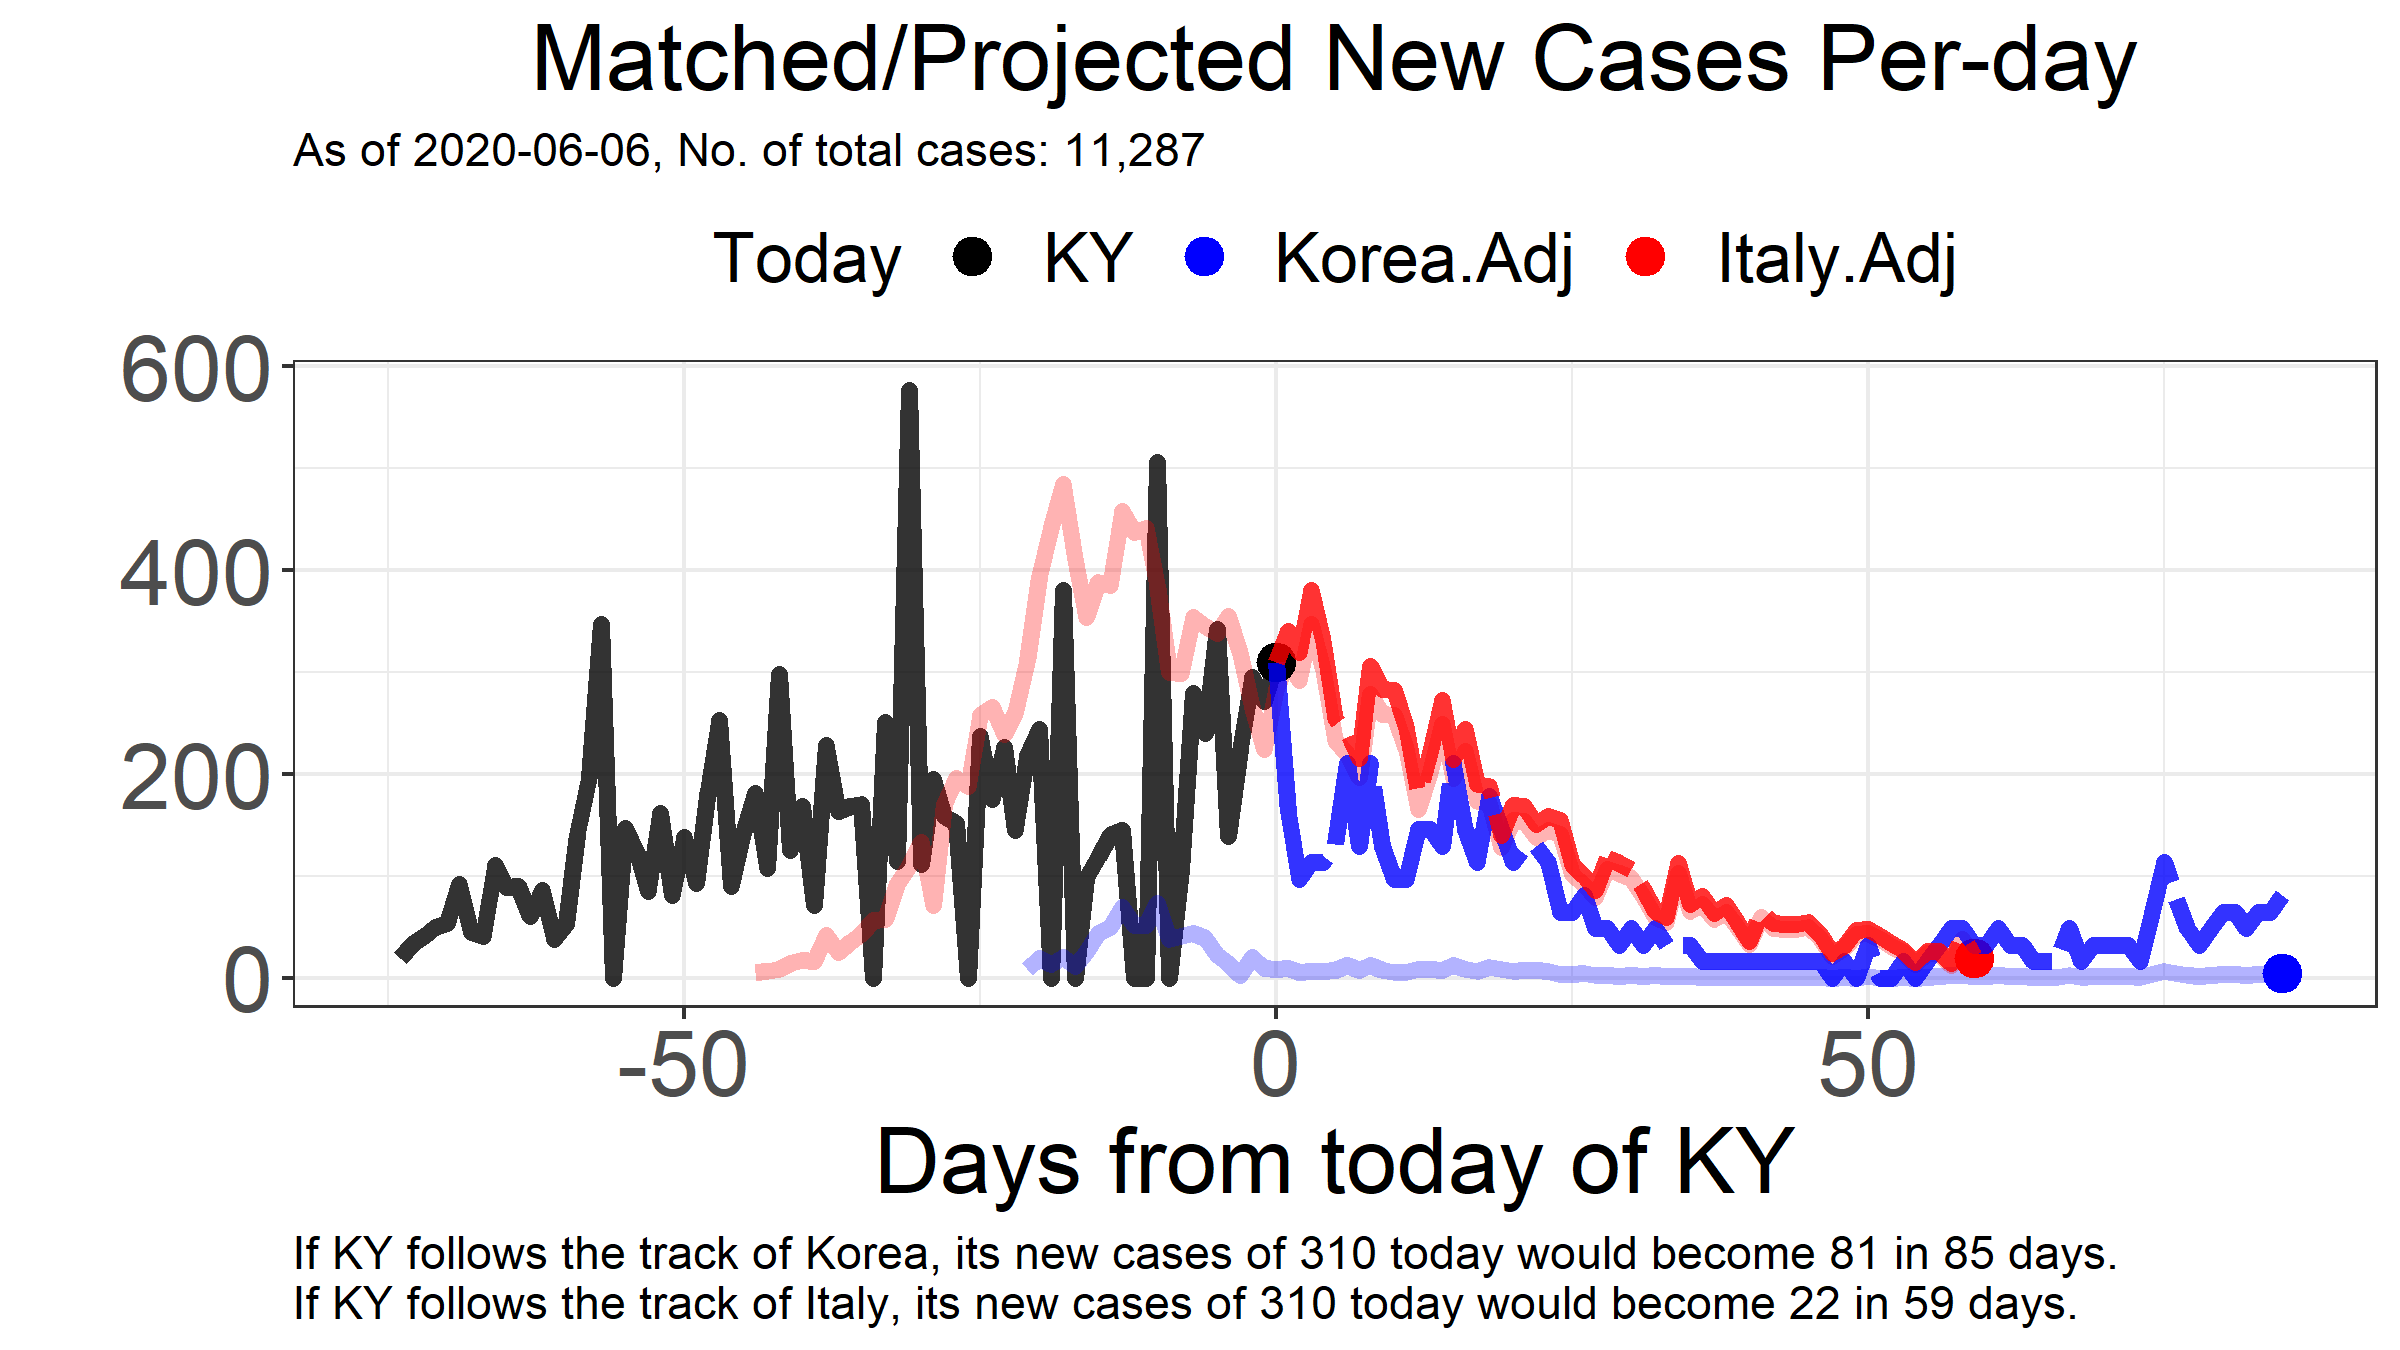 Matched/Projected New Cases Per-day
As of 2020-06-06, No. of total cases: 11,287
Today KY Korea.Adj Italy.Adj
600
400
200
0
-50 0 50
Days from today of KY
If KY follows the track of Korea, its new cases of 310 today would become 81 in 85 days.
If KY follows the track of Italy, its new cases of 310 today would become 22 in 59 days.